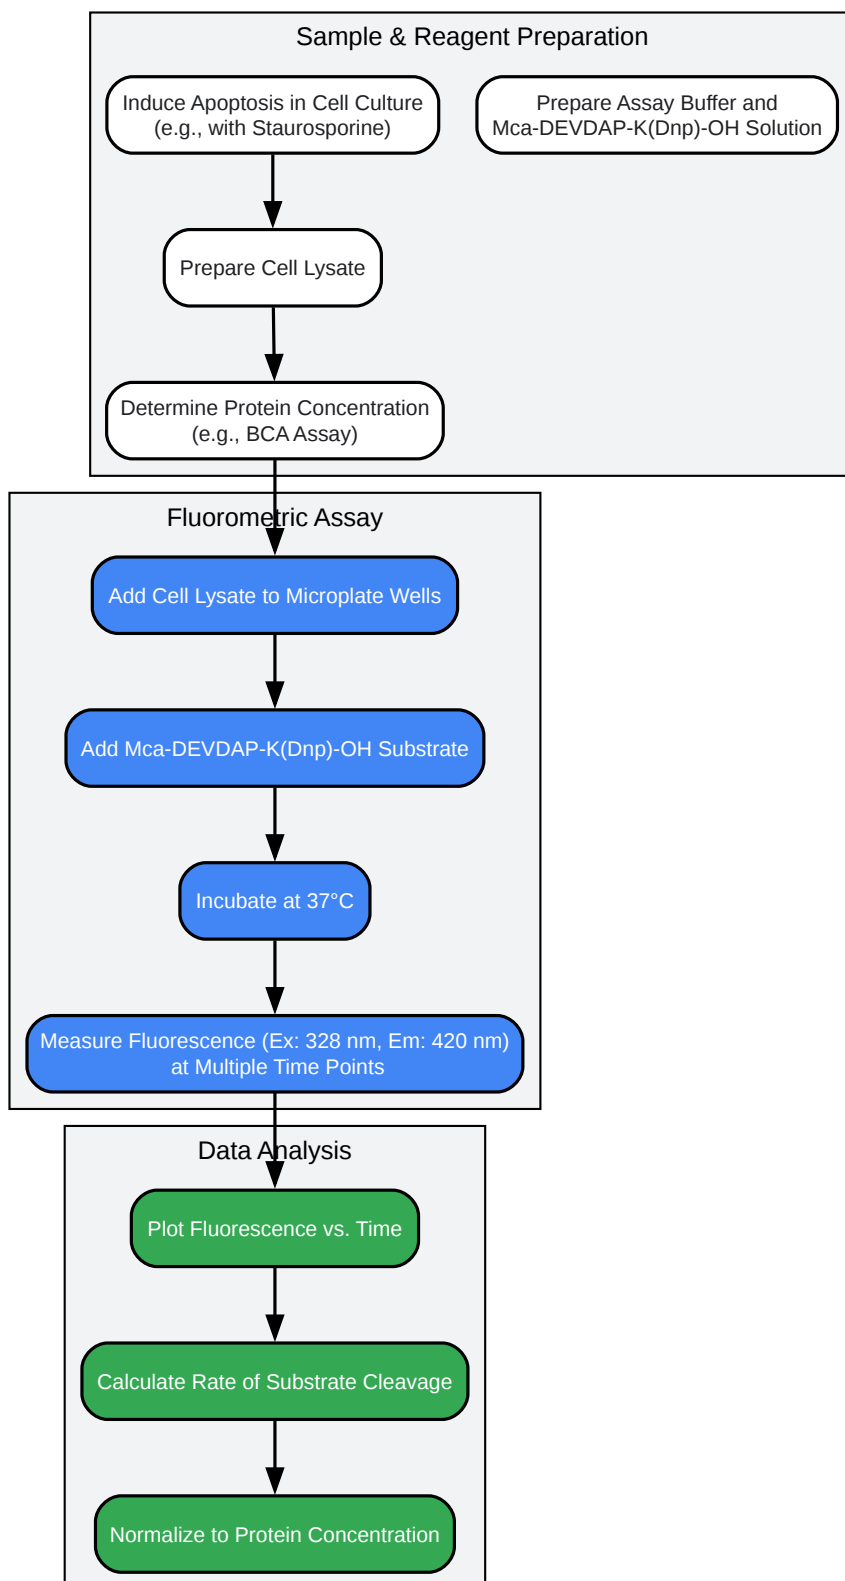 Sample & Reagent Preparation
Induce Apoptosis in Cell Culture
(e.g., with Staurosporine)
Prepare Assay Buffer and
Mca-DEVDAP-K(Dnp)-OH Solution
Prepare Cell Lysate
Determine Protein Concentration
(e.g., BCA Assay)
Fluorometric Assay
Add Cell Lysate to Microplate Wells
Add Mca-DEVDAP-K(Dnp)-OH Substrate
Incubate at 37°C
Measure Fluorescence (Ex: 328 nm, Em: 420 nm)
at Multiple Time Points
Data Analysis
Plot Fluorescence vs. Time
Calculate Rate of Substrate Cleavage
Normalize to Protein Concentration